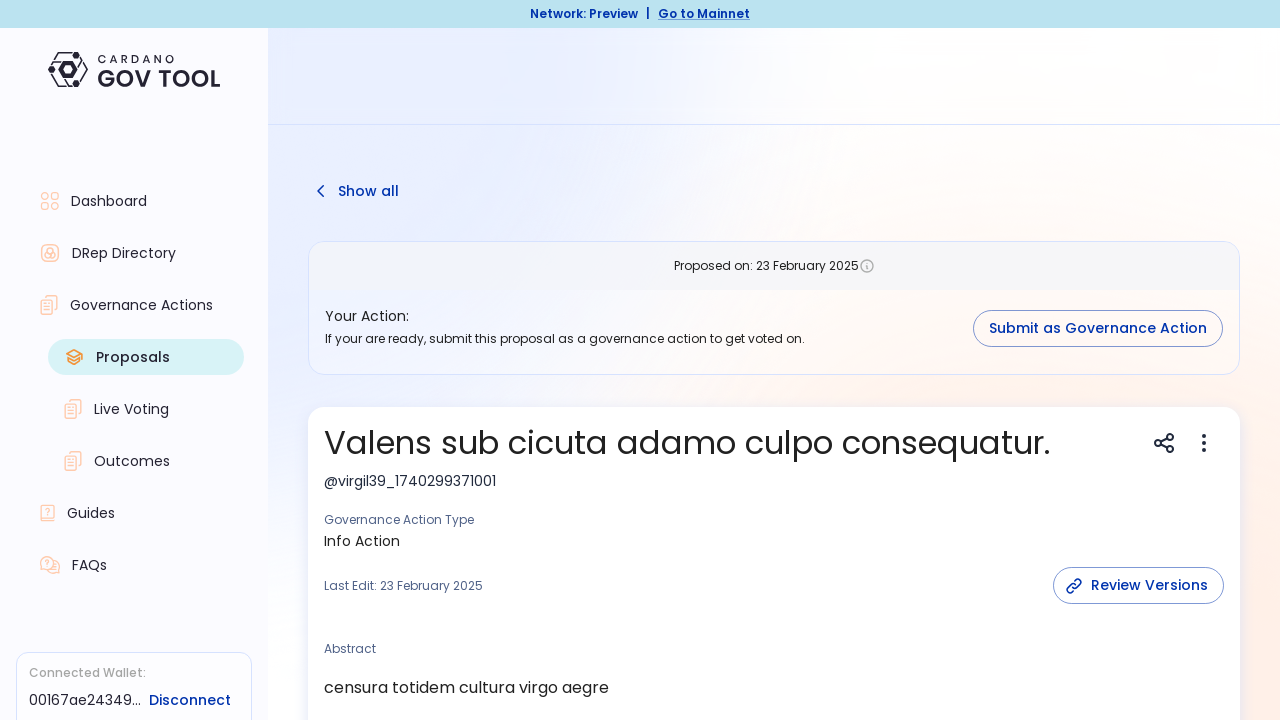 Network: Preview | Go to Mainnet
CARDANO
GOV TOOL
Dashboard
DRep Directory
Governance Actions
Proposals
Live Voting
Outcomes
Guides
FAQs
Connected Wallet:
00167ae24349... Disconnect
Show all
Proposed on: 23 February 2025
Your Action:
If your are ready, submit this proposal as a governance action to get voted on.
Submit as Governance Action
Valens sub cicuta adamo culpo consequatur.
@virgil39_1740299371001
Governance Action Type
Info Action
Last Edit: 23 February 2025
Review Versions
Abstract
censura totidem cultura virgo aegre